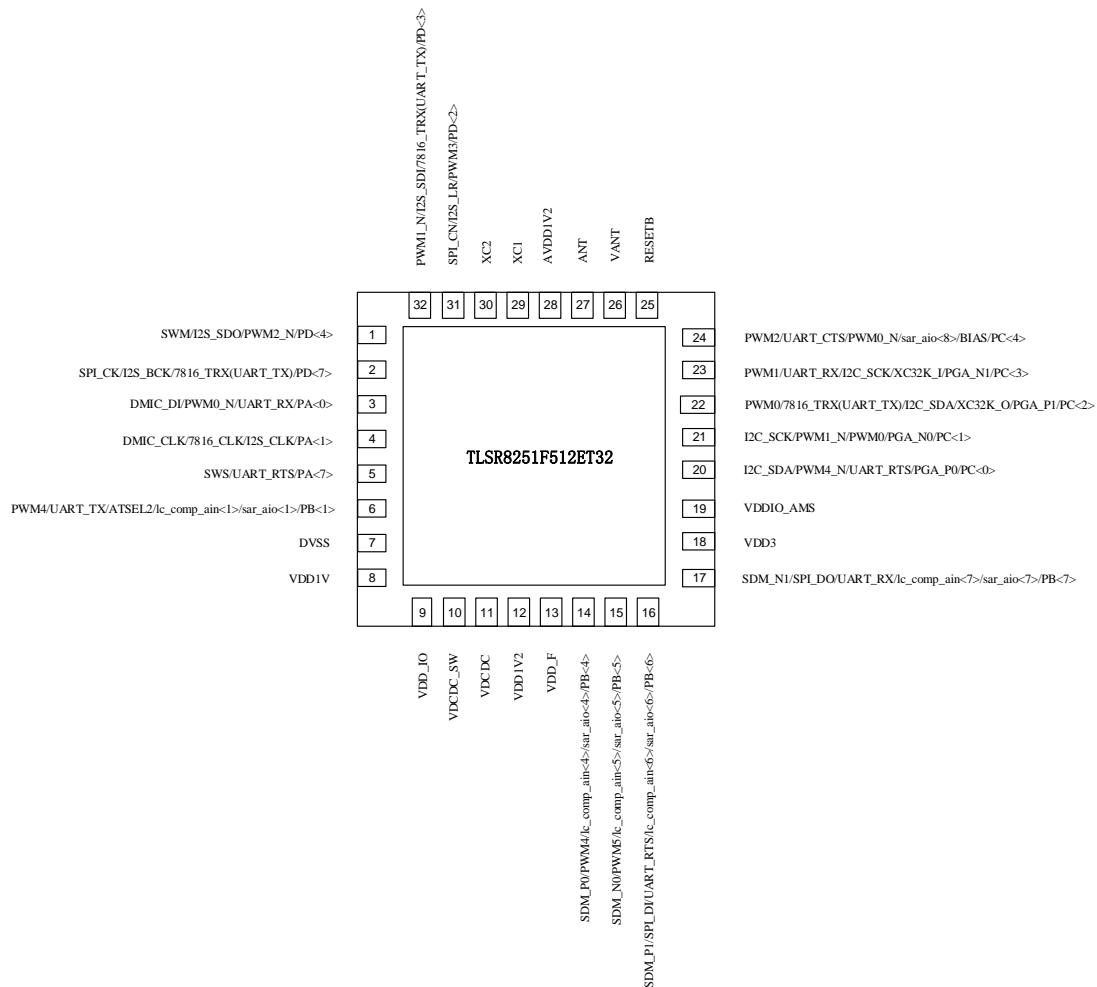 PWM1_N/I2S_SDI/7816_TRX(UART_TX)/PD<3>
SPI_CN/I2S_LR/PWM3/PD<2>
XC2
XC1
AVDD1V2
ANT
VANT
RESETB
32
31
30
29
28
27
26
25
SWM/I2S_SDO/PWM2_N/PD<4>
1
SPI_CK/I2S_BCK/7816_TRX(UART_TX)/PD<7>
2
DMIC_DI/PWM0_N/UART_RX/PA<0>
3
DMIC_CLK/7816_CLK/I2S_CLK/PA<1>
4
SWS/UART_RTS/PA<7>
5
PWM4/UART_TX/ATSEL2/lc_comp_ain<1>/sar_aio<1>/PB<1>
6
DVSS
7
VDD1V
8
TLSR8251F512ET32
24
PWM2/UART_CTS/PWM0_N/sar_aio<8>/BIAS/PC<4>
23
PWM1/UART_RX/I2C_SCK/XC32K_I/PGA_N1/PC<3>
22
PWM0/7816_TRX(UART_TX)/I2C_SDA/XC32K_O/PGA_P1/PC<2>
21
I2C_SCK/PWM1_N/PWM0/PGA_N0/PC<1>
20
I2C_SDA/PWM4_N/UART_RTS/PGA_P0/PC<0>
19
VDDIO_AMS
18
VDD3
17
SDM_N1/SPI_DO/UART_RX/lc_comp_ain<7>/sar_aio<7>/PB<7>
9
10
11
12
13
14
15
16
VDD_IO
VDCDC_SW
VDCDC
VDD1V2
VDD_F
SDM_P0/PWM4/lc_comp_ain<4>/sar_aio<4>/PB<4>
SDM_N0/PWM5/lc_comp_ain<5>/sar_aio<5>/PB<5>
SDM_P1/SPI_DI/UART_RTS/lc_comp_ain<6>/sar_aio<6>/PB<6>